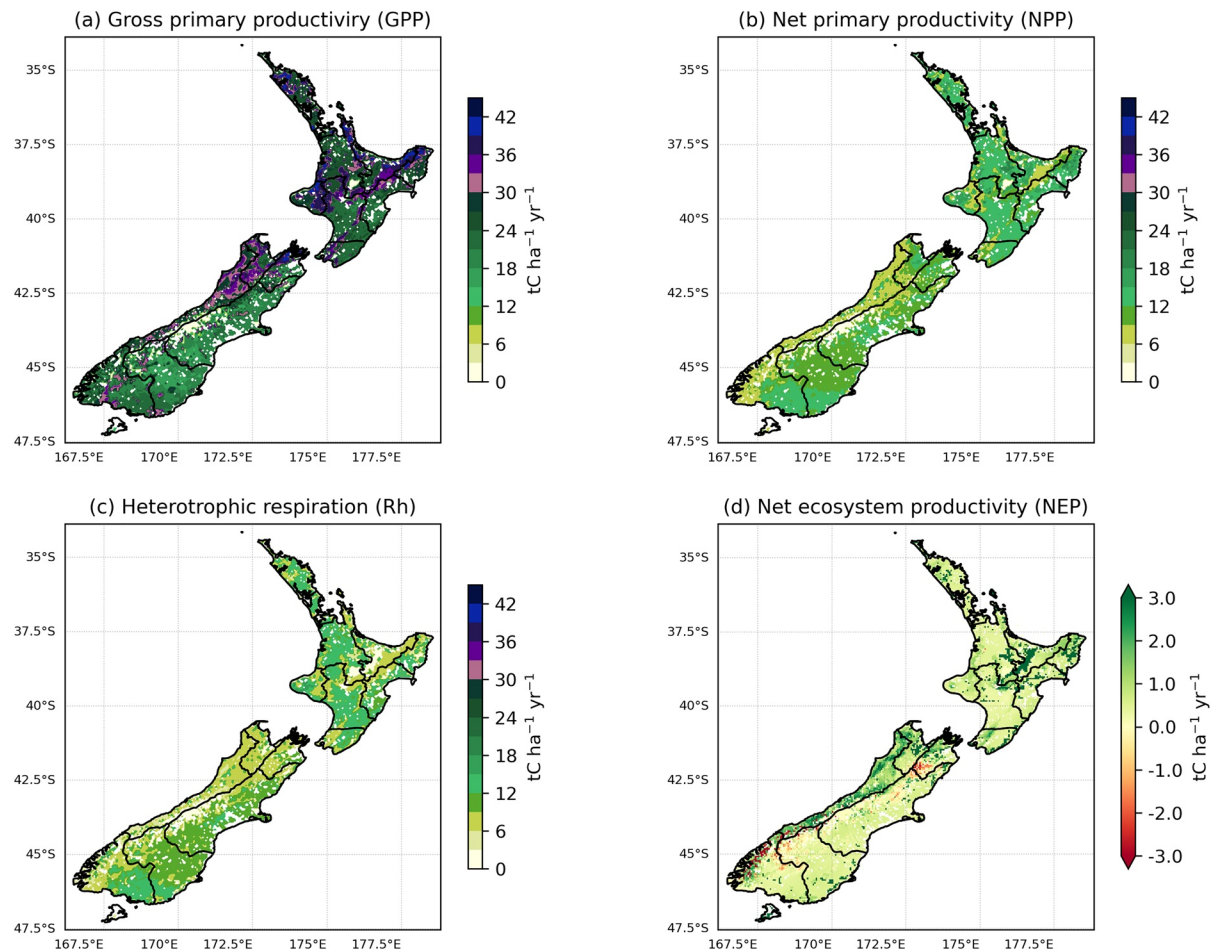 (a) Gross primary productiviry (GPP)
35°S
37.5°S
40°S
42.5°S
45°S
47.5°S
167.5°E 170°E 172.5°E 175°E 177.5°E
42
36
30
24
18
12
6
0
tC ha⁻¹ yr⁻¹
(b) Net primary productivity (NPP)
35°S
37.5°S
40°S
42.5°S
45°S
47.5°S
167.5°E 170°E 172.5°E 175°E 177.5°E
42
36
30
24
18
12
6
0
tC ha⁻¹ yr⁻¹
(c) Heterotrophic respiration (Rh)
35°S
37.5°S
40°S
42.5°S
45°S
47.5°S
167.5°E 170°E 172.5°E 175°E 177.5°E
42
36
30
24
18
12
6
0
tC ha⁻¹ yr⁻¹
(d) Net ecosystem productivity (NEP)
35°S
37.5°S
40°S
42.5°S
45°S
47.5°S
167.5°E 170°E 172.5°E 175°E 177.5°E
3.0
2.0
1.0
0.0
-1.0
-2.0
-3.0
tC ha⁻¹ yr⁻¹